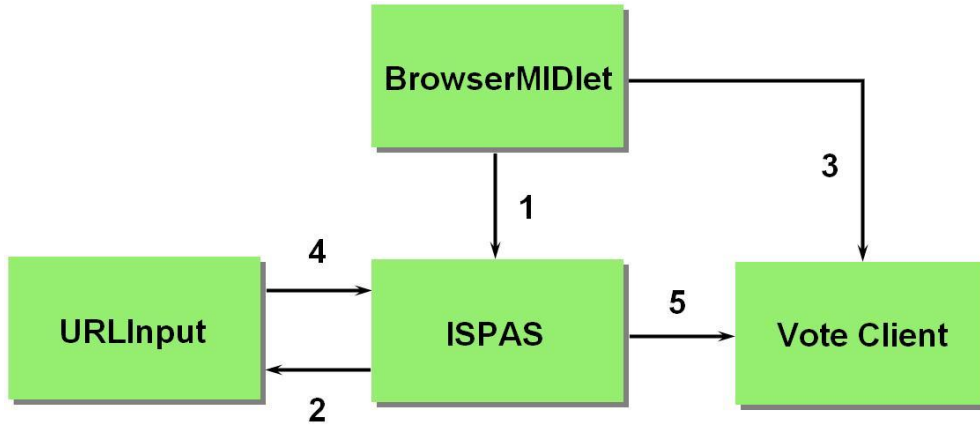 BrowserMIDlet
3
1
4
URLInput
ISPAS
5
Vote Client
2